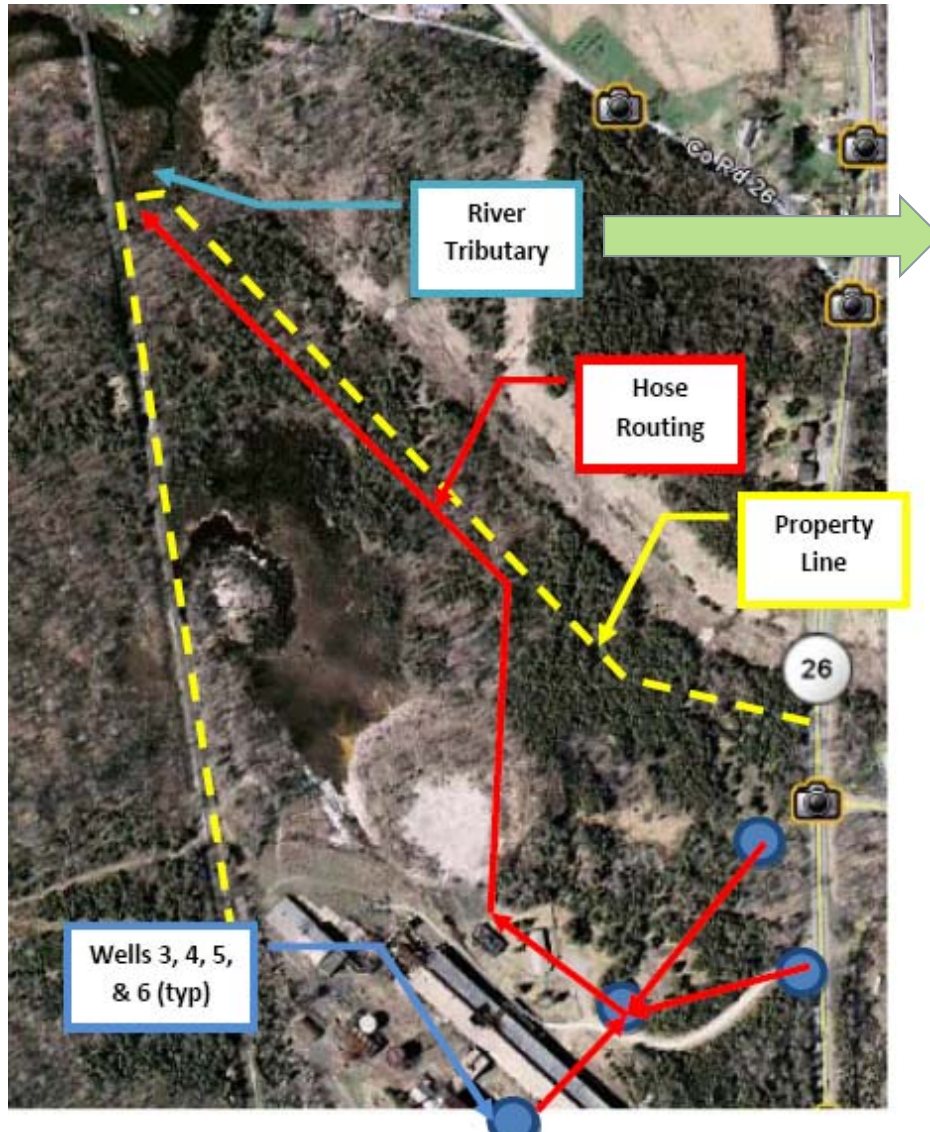 Co Rd 26
River
Tributary
Hose
Routing
Property
Line
26
Wells 3, 4, 5,
& 6 (typ)